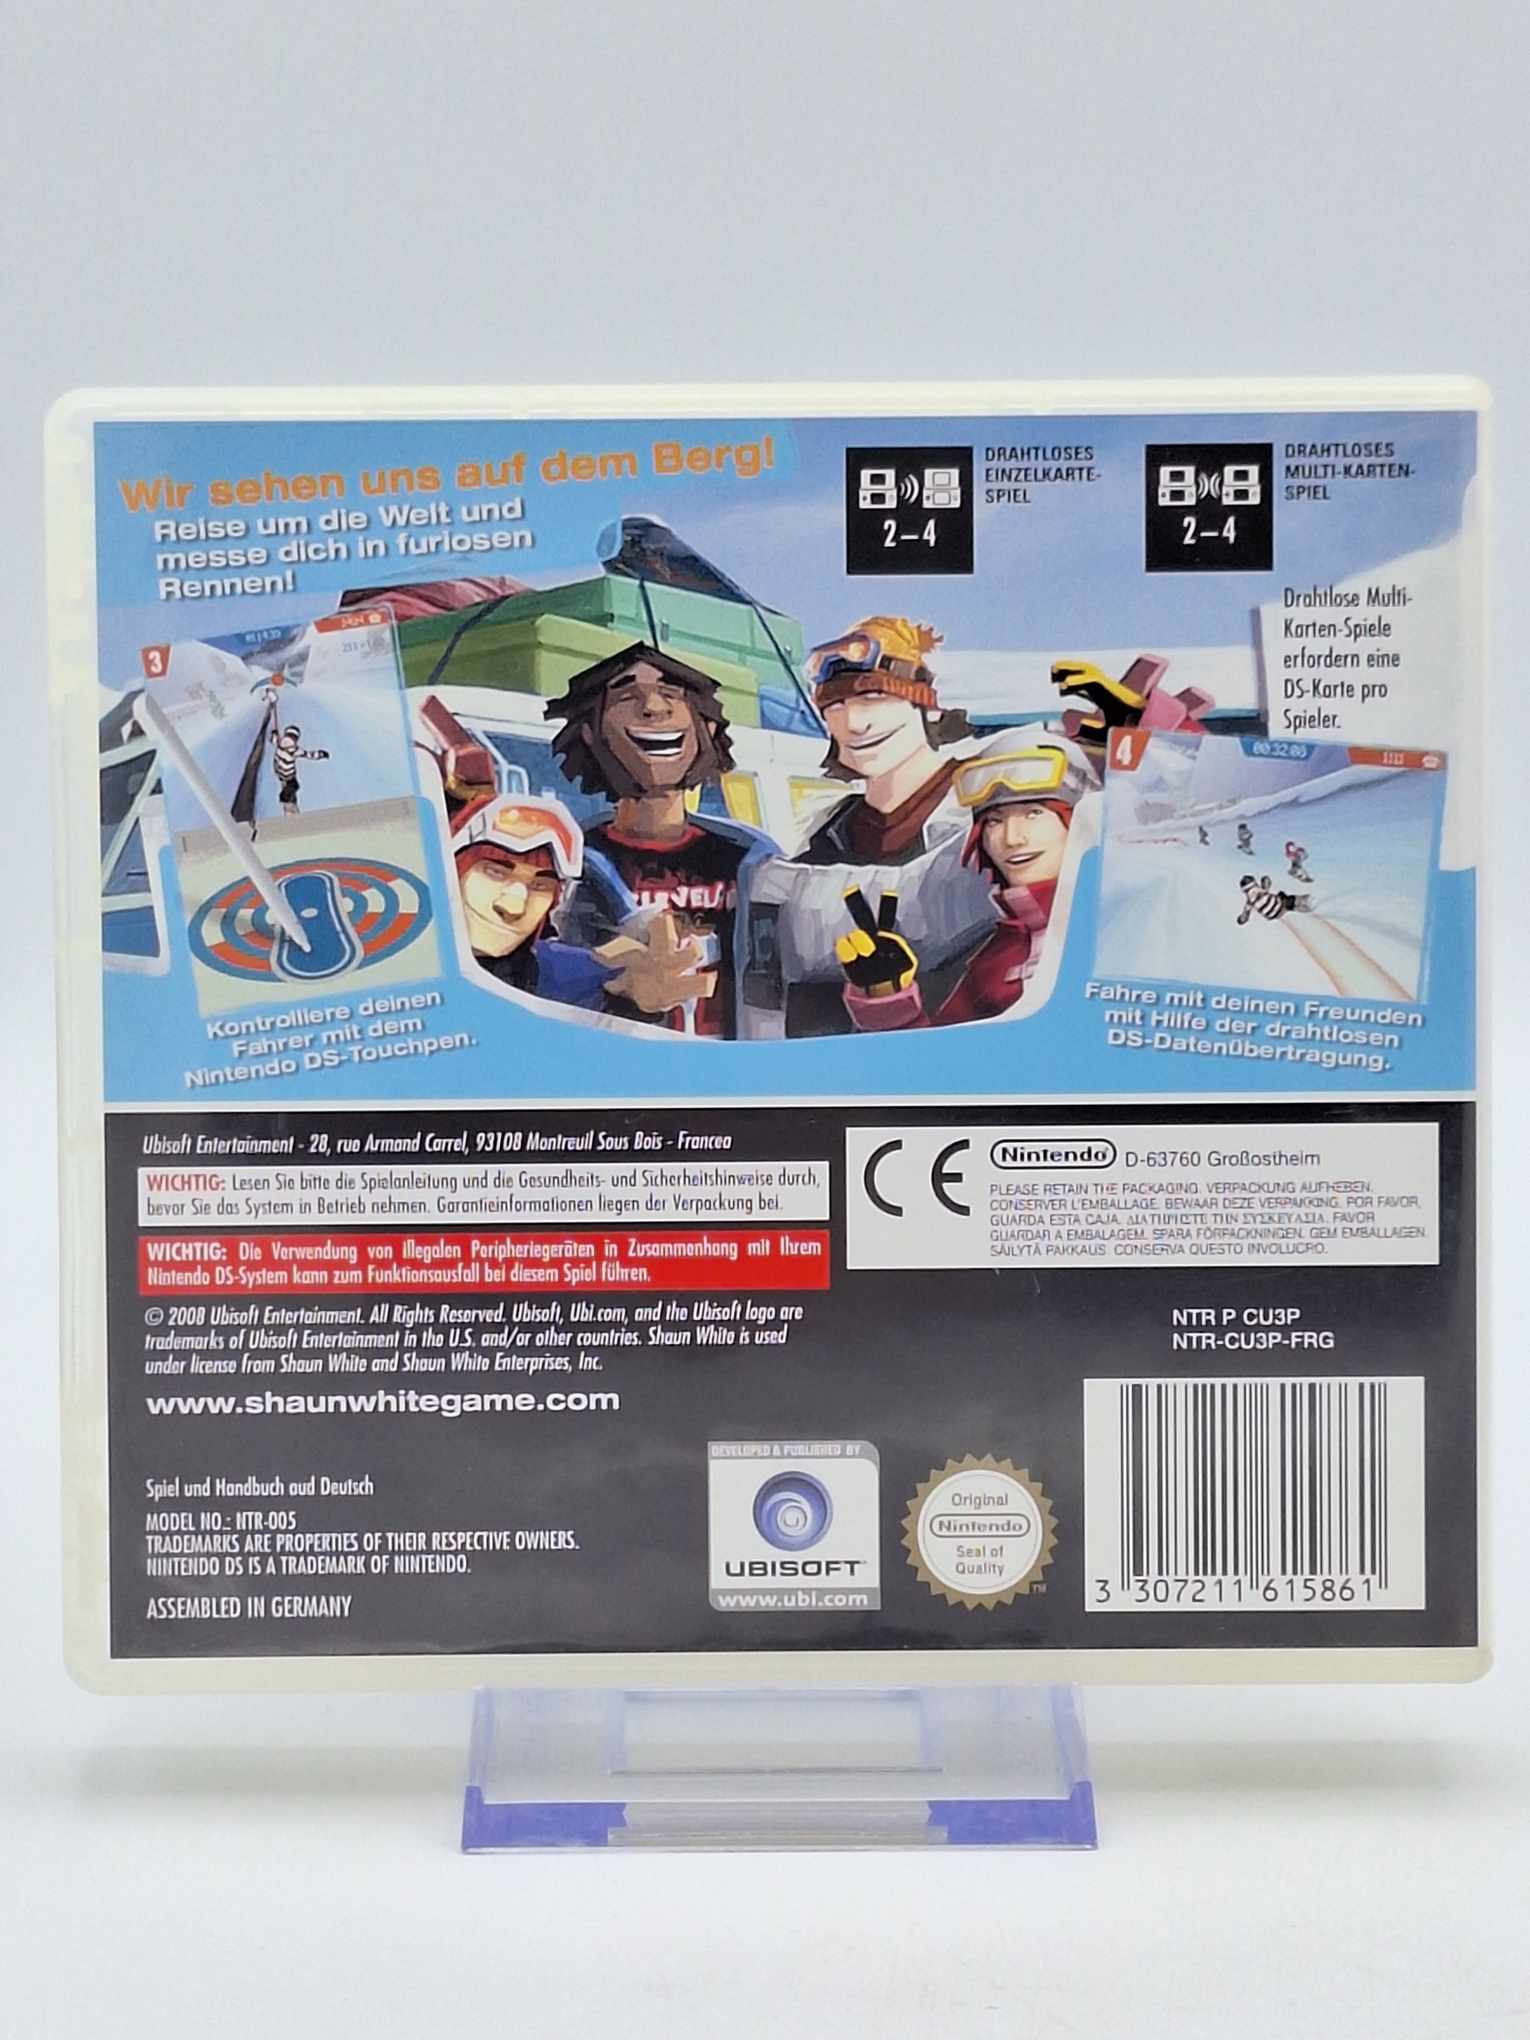 Wir sehen uns auf dem Berg!
Reise um die Welt und
messe dich in furiosen
Rennen!
DRAHTLOSES
EINZELKARTE-
SPIEL
2–4
DRAHTLOSES
MULTI-KARTEN-
SPIEL
2–4
Drahtlose Multi-
Karten-Spiele
erfordern eine
DS-Karte pro
Spieler.
3
4
00:32:00
Kontrolliere deinen
Fahrer mit dem
Nintendo DS-Touchpen.
Fahre mit deinen Freunden
mit Hilfe der drahtlosen
DS-Datenübertragung.
Ubisoft Entertainment - 28, rue Armand Carrel, 93108 Montreuil Sous Bois - Francea
WICHTIG: Lesen Sie bitte die Spielanleitung und die Gesundheits- und Sicherheitshinweise durch,
bevor Sie das System in Betrieb nehmen. Garantieinformationen liegen der Verpackung bei.
WICHTIG: Die Verwendung von illegalen Peripheriegeräten in Zusammenhang mit Ihrem
Nintendo DS-System kann zum Funktionsausfall bei diesem Spiel führen.
© 2008 Ubisoft Entertainment. All Rights Reserved. Ubisoft, Ubi.com, and the Ubisoft logo are
trademarks of Ubisoft Entertainment in the U.S. and/or other countries. Shaun White is used
under license from Shaun White and Shaun White Enterprises, Inc.
www.shaunwhitegame.com
Spiel und Handbuch aud Deutsch
MODEL NO.: NTR-005
TRADEMARKS ARE PROPERTIES OF THEIR RESPECTIVE OWNERS.
NINTENDO DS IS A TRADEMARK OF NINTENDO.
ASSEMBLED IN GERMANY
CE
Nintendo D-63760 Großostheim
PLEASE RETAIN THE PACKAGING. VERPACKUNG AUFHEBEN.
CONSERVER L'EMBALLAGE. BEWAAR DEZE VERPAKKING. POR FAVOR,
GUARDA ESTA CAJA. ΔΙΑΤΗΡΗΣΤΕ ΤΗΝ ΣΥΣΚΕΥΑΣΙΑ. FAVOR
GUARDAR A EMBALAGEM. SPARA FÖRPACKNINGEN. GEM EMBALLAGEN.
SÄILYTÄ PAKKAUS. CONSERVA QUESTO INVOLUCRO.
NTR P CU3P
NTR-CU3P-FRG
DEVELOPED & PUBLISHED BY
UBISOFT
www.ubi.com
Original
Nintendo
Seal of
Quality
TM
3 307211 615861